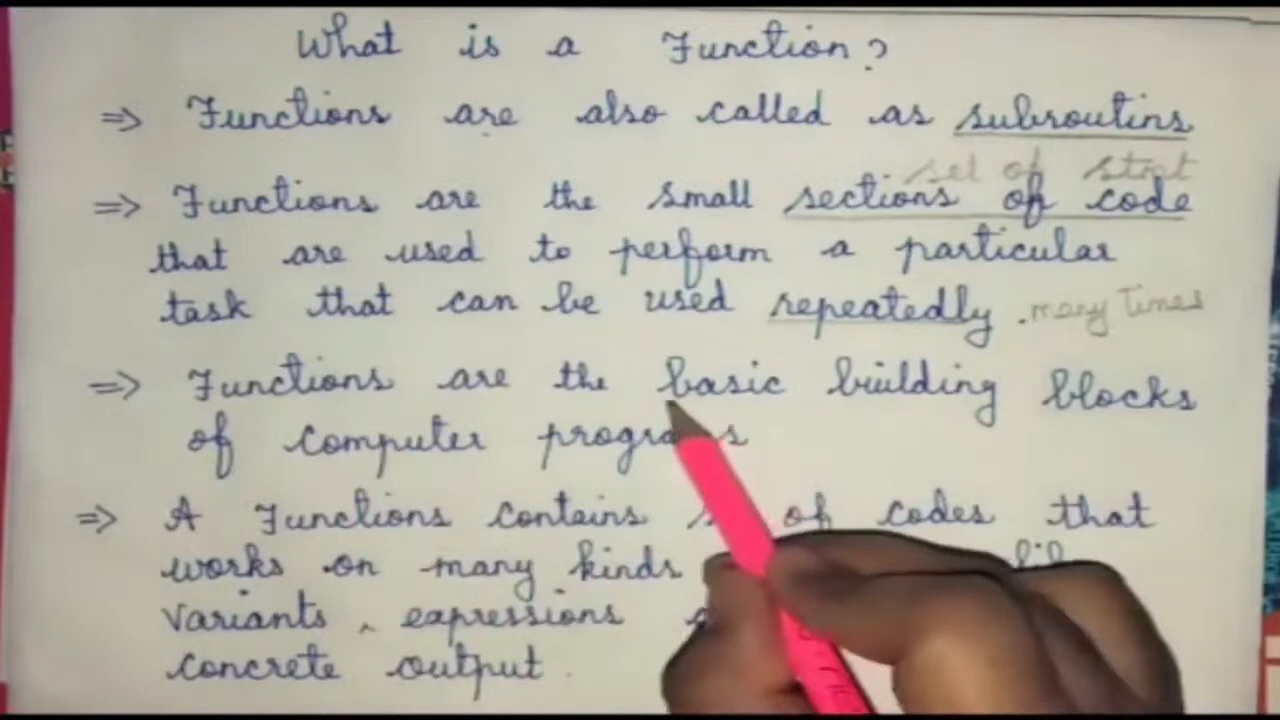 What is a Function?
⇒ Functions are also called as subroutins
set of stmt
⇒ Functions are the small sections of code
that are used to perform a particular
task that can be used repeatedly. many times
⇒ Functions are the basic building blocks
of computer programs
⇒ A Functions contains of codes that
works on many kinds
variants, expressions
concrete output.